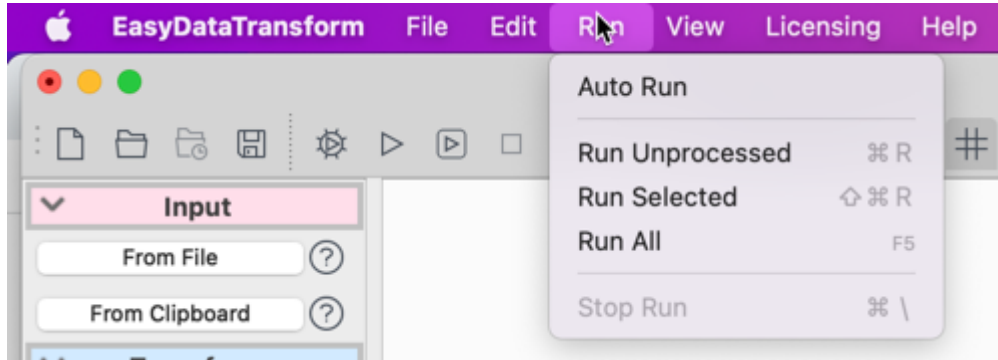 EasyDataTransform File Edit Run View Licensing Help
Auto Run
Run Unprocessed ⌘ R
Run Selected ⇧ ⌘ R
Run All F5
Stop Run ⌘ \
Input
From File ?
From Clipboard ?